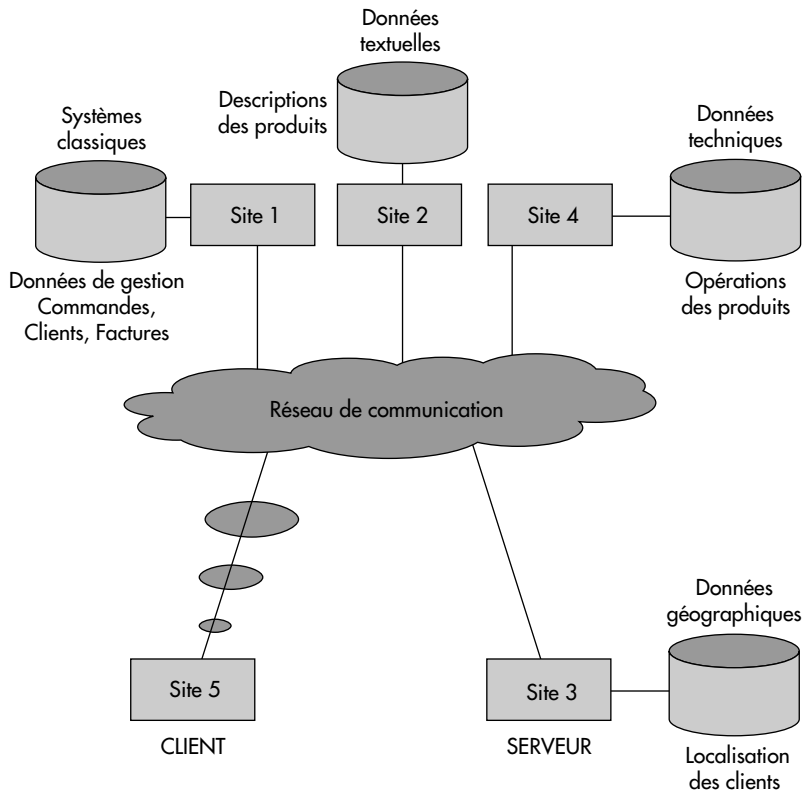 Données
textuelles
Systèmes
classiques
Descriptions
des produits
Données
techniques
Site 1
Site 2
Site 4
Données de gestion
Commandes,
Clients, Factures
Opérations
des produits
Réseau de communication
Données
géographiques
Site 5
Site 3
CLIENT
SERVEUR
Localisation
des clients